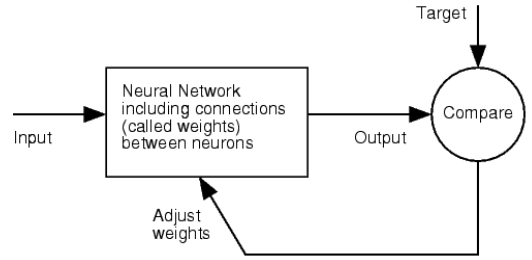 Target
Neural Network
including connections
(called weights)
between neurons
Compare
Input
Output
Adjust
weights